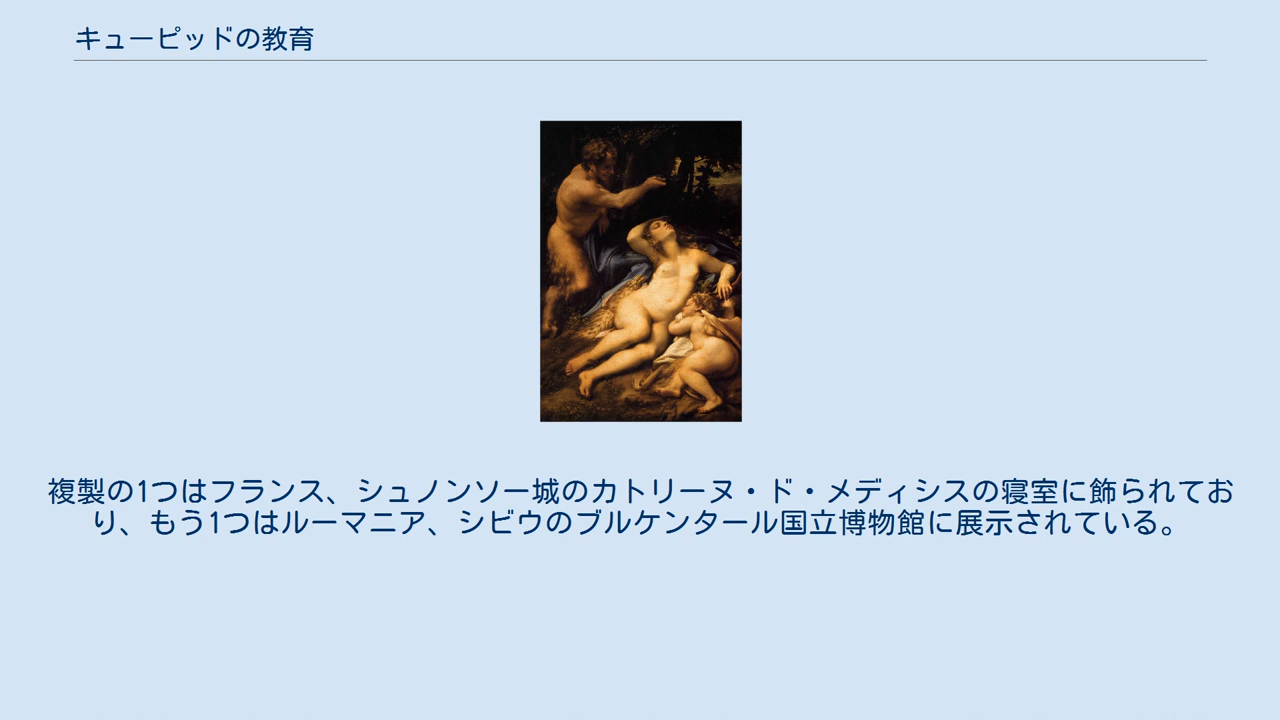 キューピッドの教育
複製の1つはフランス、シュノンソー城のカトリーヌ・ド・メディシスの寝室に飾られてお
り、もう1つはルーマニア、シビウのブルケンタール国立博物館に展示されている。